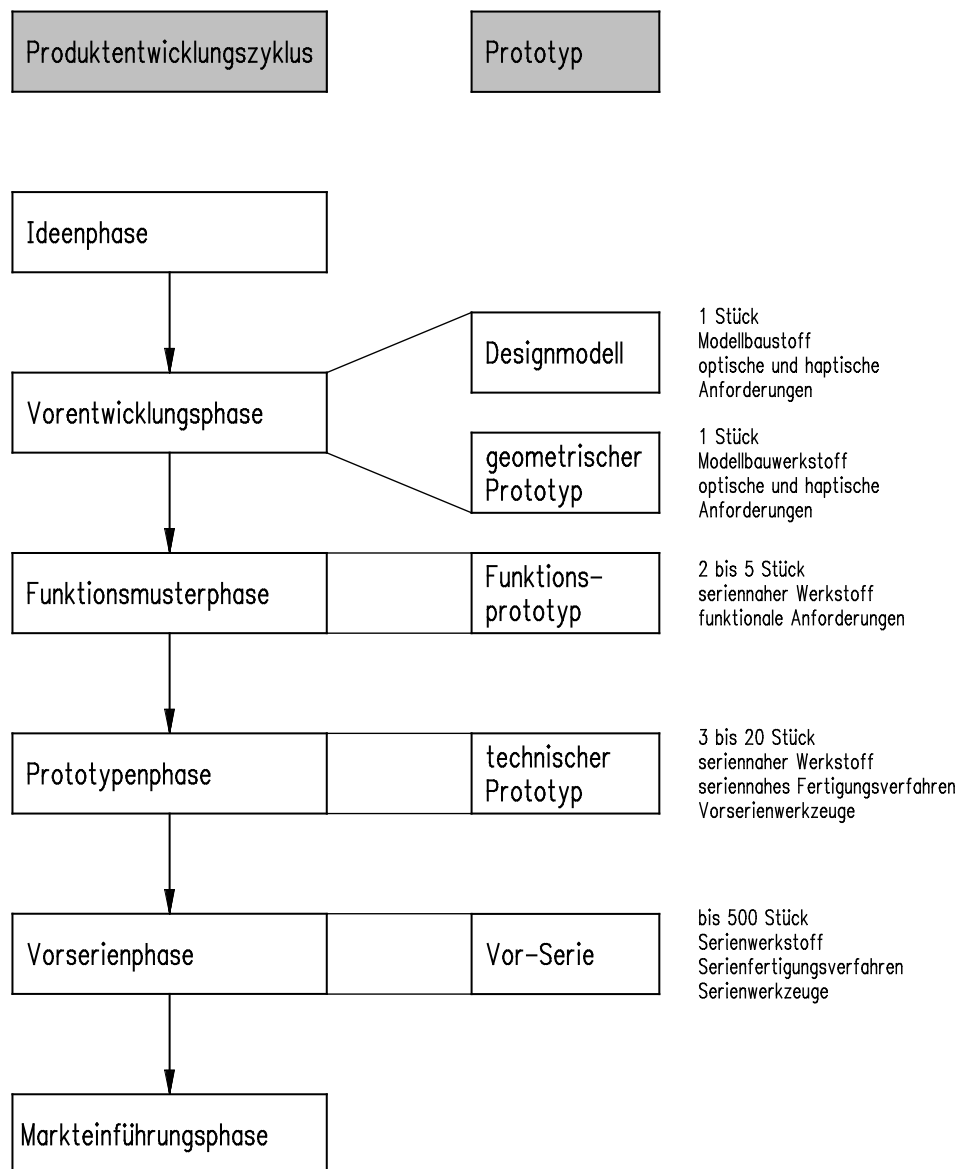 Produktentwicklungszyklus
Prototyp
Ideenphase
Vorentwicklungsphase
Designmodell
1 Stück
Modellbaustoff
optische und haptische
Anforderungen
geometrischer
Prototyp
1 Stück
Modellbauwerkstoff
optische und haptische
Anforderungen
Funktionsmusterphase
Funktions-
prototyp
2 bis 5 Stück
seriennaher Werkstoff
funktionale Anforderungen
Prototypenphase
technischer
Prototyp
3 bis 20 Stück
seriennaher Werkstoff
seriennahes Fertigungsverfahren
Vorserienwerkzeuge
Vorserienphase
Vor-Serie
bis 500 Stück
Serienwerkstoff
Serienfertigungsverfahren
Serienwerkzeuge
Markteinführungsphase